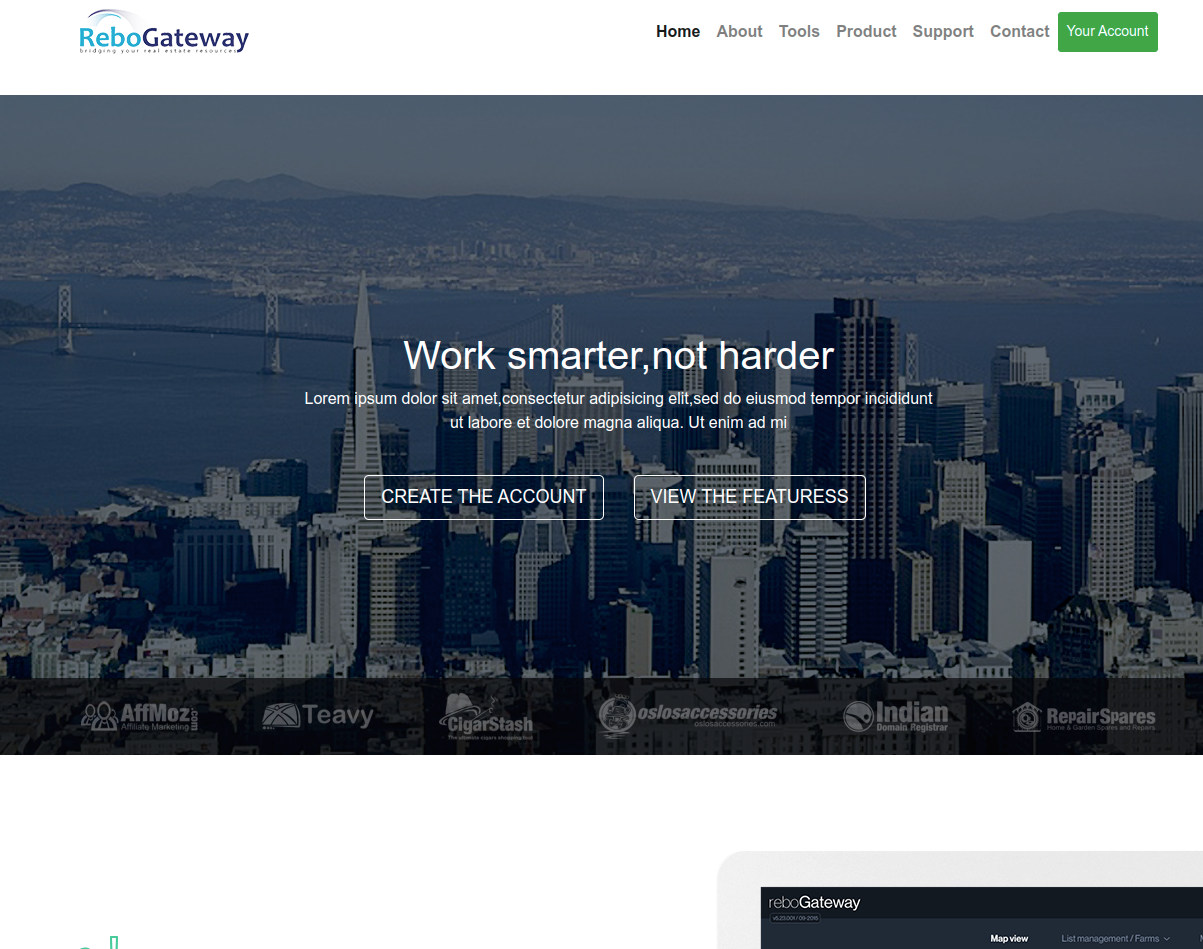 ReboGateway
bridging your real estate resources
Home About Tools Product Support Contact Your Account
Work smarter,not harder
Lorem ipsum dolor sit amet,consectetur adipisicing elit,sed do eiusmod tempor incididunt
ut labore et dolore magna aliqua. Ut enim ad mi
CREATE THE ACCOUNT VIEW THE FEATURESS
AffMoz.com
Affiliate Marketing
Teavy
CigarStash
The ultimate cigars shopping tool
oslosaccessories
oslosaccessories.com
Indian
Domain Registrar
RepairSpares
Home & Garden Spares and Repairs
reboGateway
v5.23.001 / 09-2016
Map view List management / Farms